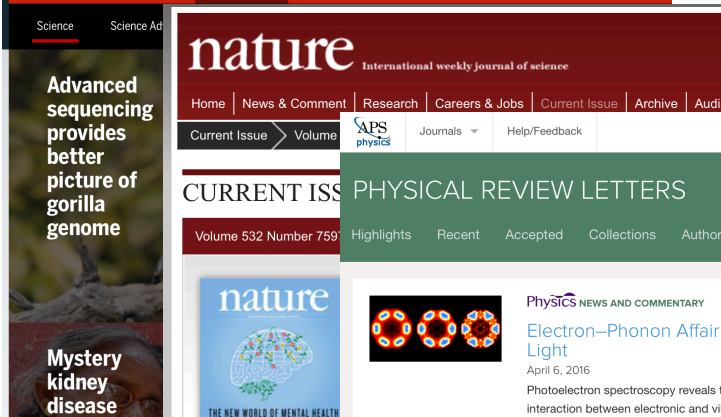 Science
Science Ad
Advanced
sequencing
provides
better
picture of
gorilla
genome
Mystery
kidney
disease
nature International weekly journal of science
Home News & Comment Research Careers & Jobs Current Issue Archive Audi
Current Issue Volume
CURRENT ISS
Volume 532 Number 7597
nature
THE NEW WORLD OF MENTAL HEALTH
APS
physics
Journals
Help/Feedback
PHYSICAL REVIEW LETTERS
Highlights Recent Accepted Collections Author
Physics NEWS AND COMMENTARY
Electron–Phonon Affair
Light
April 6, 2016
Photoelectron spectroscopy reveals t
interaction between electronic and vi